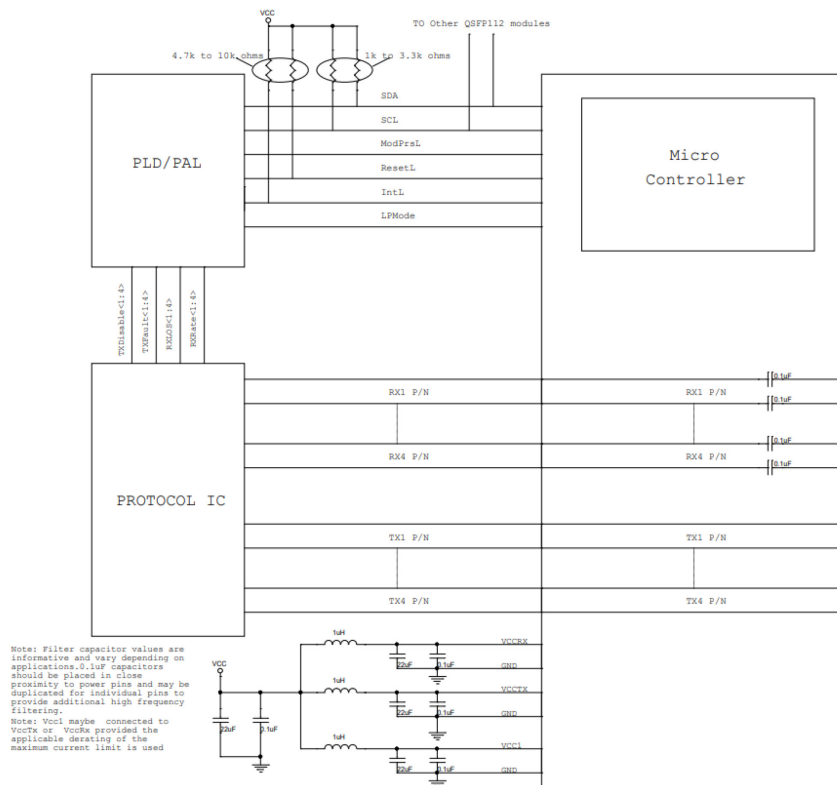 VCC
TO Other QSFP112 modules
4.7k to 10k ohms
1k to 3.3k ohms
SDA
SCL
ModPrsL
ResetL
IntL
LPMode
PLD/PAL
Micro
Controller
TXDisable<1:4>
TXFault<1:4>
RXLOS<1:4>
RXRate<1:4>
0.1uF
RX1 P/N
RX1 P/N
0.1uF
0.1uF
RX4 P/N
RX4 P/N
0.1uF
PROTOCOL IC
TX1 P/N
TX1 P/N
TX4 P/N
TX4 P/N
Note: Filter capacitor values are
informative and vary depending on
applications.0.1uF capacitors
should be placed in close
proximity to power pins and may be
duplicated for individual pins to
provide additional high frequency
filtering.
Note: Vcc1 maybe connected to
VccTx or VccRx provided the
applicable derating of the
maximum current limit is used
VCC
22uF
0.1uF
1uH
VCCRX
22uF
0.1uF
GND
1uH
VCCTX
22uF
0.1uF
GND
1uH
VCC1
22uF
0.1uF
GND